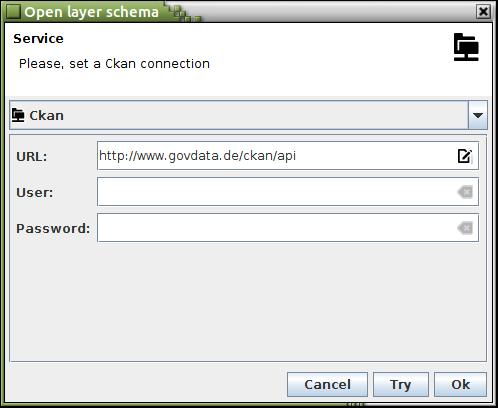 Open layer schema
Service
Please, set a Ckan connection
Ckan
URL: http://www.govdata.de/ckan/api
User:
Password:
Cancel Try Ok